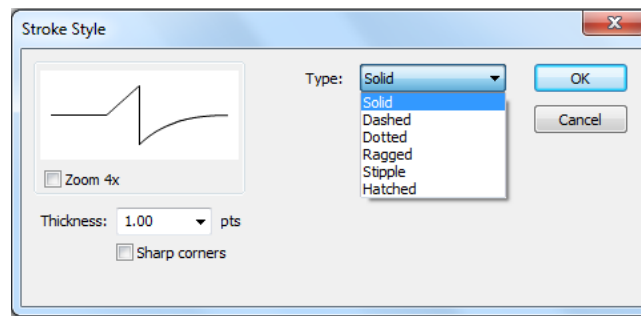 Stroke Style
Type: Solid
OK
Solid
Dashed
Cancel
Dotted
Ragged
Stipple
Hatched
Zoom 4x
Thickness: 1.00 pts
Sharp corners